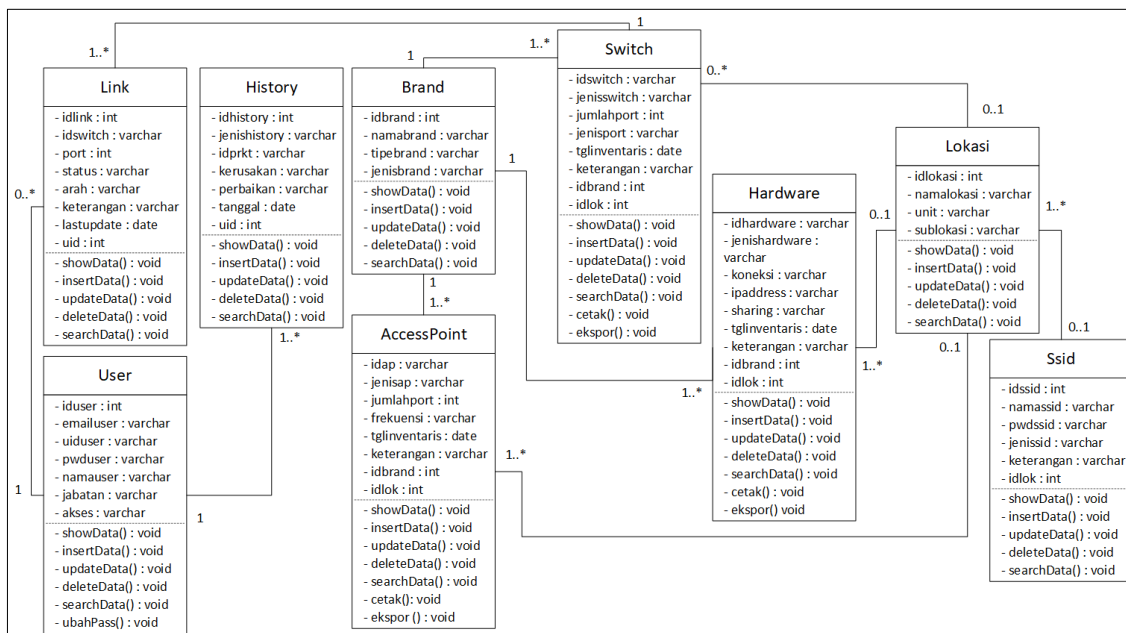 1
1..*
1
1..*
Link
- idlink : int
- idswitch : varchar
- port : int
- status : varchar
- arah : varchar
- keterangan : varchar
- lastupdate : date
- uid : int
- showData() : void
- insertData() : void
- updateData() : void
- deleteData() : void
- searchData() : void
0..*
1
History
- idhistory : int
- jenishistory : varchar
- idprkt : varchar
- kerusakan : varchar
- perbaikan : varchar
- tanggal : date
- uid : int
- showData() : void
- insertData() : void
- updateData() : void
- deleteData() : void
- searchData() : void
1..*
1
Brand
- idbrand : int
- namabrand : int
- tipebrand : varchar
- jenisbrand : varchar
- showData() : void
- insertData() : void
- updateData() : void
- deleteData() : void
- searchData() : void
1
1
1..*
Switch
- idswitch : varchar
- jenisswitch : varchar
- jumlahport : int
- jenisport : varchar
- tglinventaris : date
- keterangan : varchar
- idbrand : int
- idlok : int
- showData() : void
- insertData() : void
- updateData() : void
- deleteData() : void
- searchData() : void
- cetak() : void
- ekspor() : void
0..*
0..1
Lokasi
- idlokasi : int
- namalokasi : int
- unit : varchar
- sublokasi : varchar
- showData() : void
- insertData() : void
- updateData() : void
- deleteData(): void
- searchData() : void
0..1
1..*
0..1
0..1
Hardware
- idhardware : varchar
- jenishardware :
varchar
- koneksi : varchar
- ipaddress : varchar
- sharing : varchar
- tglinventaris : date
- keterangan : varchar
- idbrand : int
- idlok : int
- showData() : void
- insertData() : void
- updateData() : void
- deleteData() : void
- searchData() : void
- cetak() : void
- ekspor() void
1..*
1..*
User
- iduser : int
- emailuser : varchar
- uiduser : varchar
- pwduser : varchar
- namauser : varchar
- jabatan : varchar
- akses : varchar
- showData() : void
- insertData() : void
- updateData() : void
- deleteData() : void
- searchData() : void
- ubahPass() : void
AccessPoint
- idap : varchar
- jenisap : varchar
- jumlahport : int
- frekuensi : varchar
- tglinventaris : date
- keterangan : varchar
- idbrand : int
- idlok : int
- showData() : void
- insertData() : void
- updateData() : void
- deleteData() : void
- searchData() : void
- cetak(): void
- ekspor () : void
1..*
1..*
Ssid
- idssid : int
- namassid : varchar
- pwdssid : varchar
- jenissid : varchar
- keterangan : varchar
- idlok : int
- showData() : void
- insertData() : void
- updateData() : void
- deleteData() : void
- searchData() : void